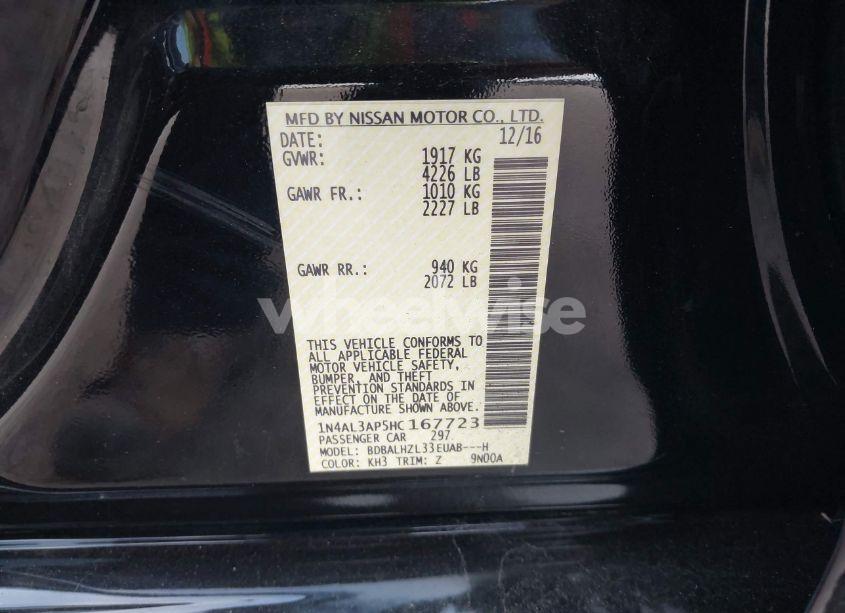 MFD BY NISSAN MOTOR CO., LTD.
DATE: 12/16
GVWR: 1917 KG
4226 LB
GAWR FR.: 1010 KG
2227 LB
GAWR RR.: 940 KG
2072 LB
wheelwise
THIS VEHICLE CONFORMS TO
ALL APPLICABLE FEDERAL
MOTOR VEHICLE SAFETY,
BUMPER, AND THEFT
PREVENTION STANDARDS IN
EFFECT ON THE DATE OF
MANUFACTURE SHOWN ABOVE.
1N4AL3AP5HC167723
PASSENGER CAR 297
MODEL: BDBALHZL33EUAB---H
COLOR: KH3 TRIM: Z 9N00A